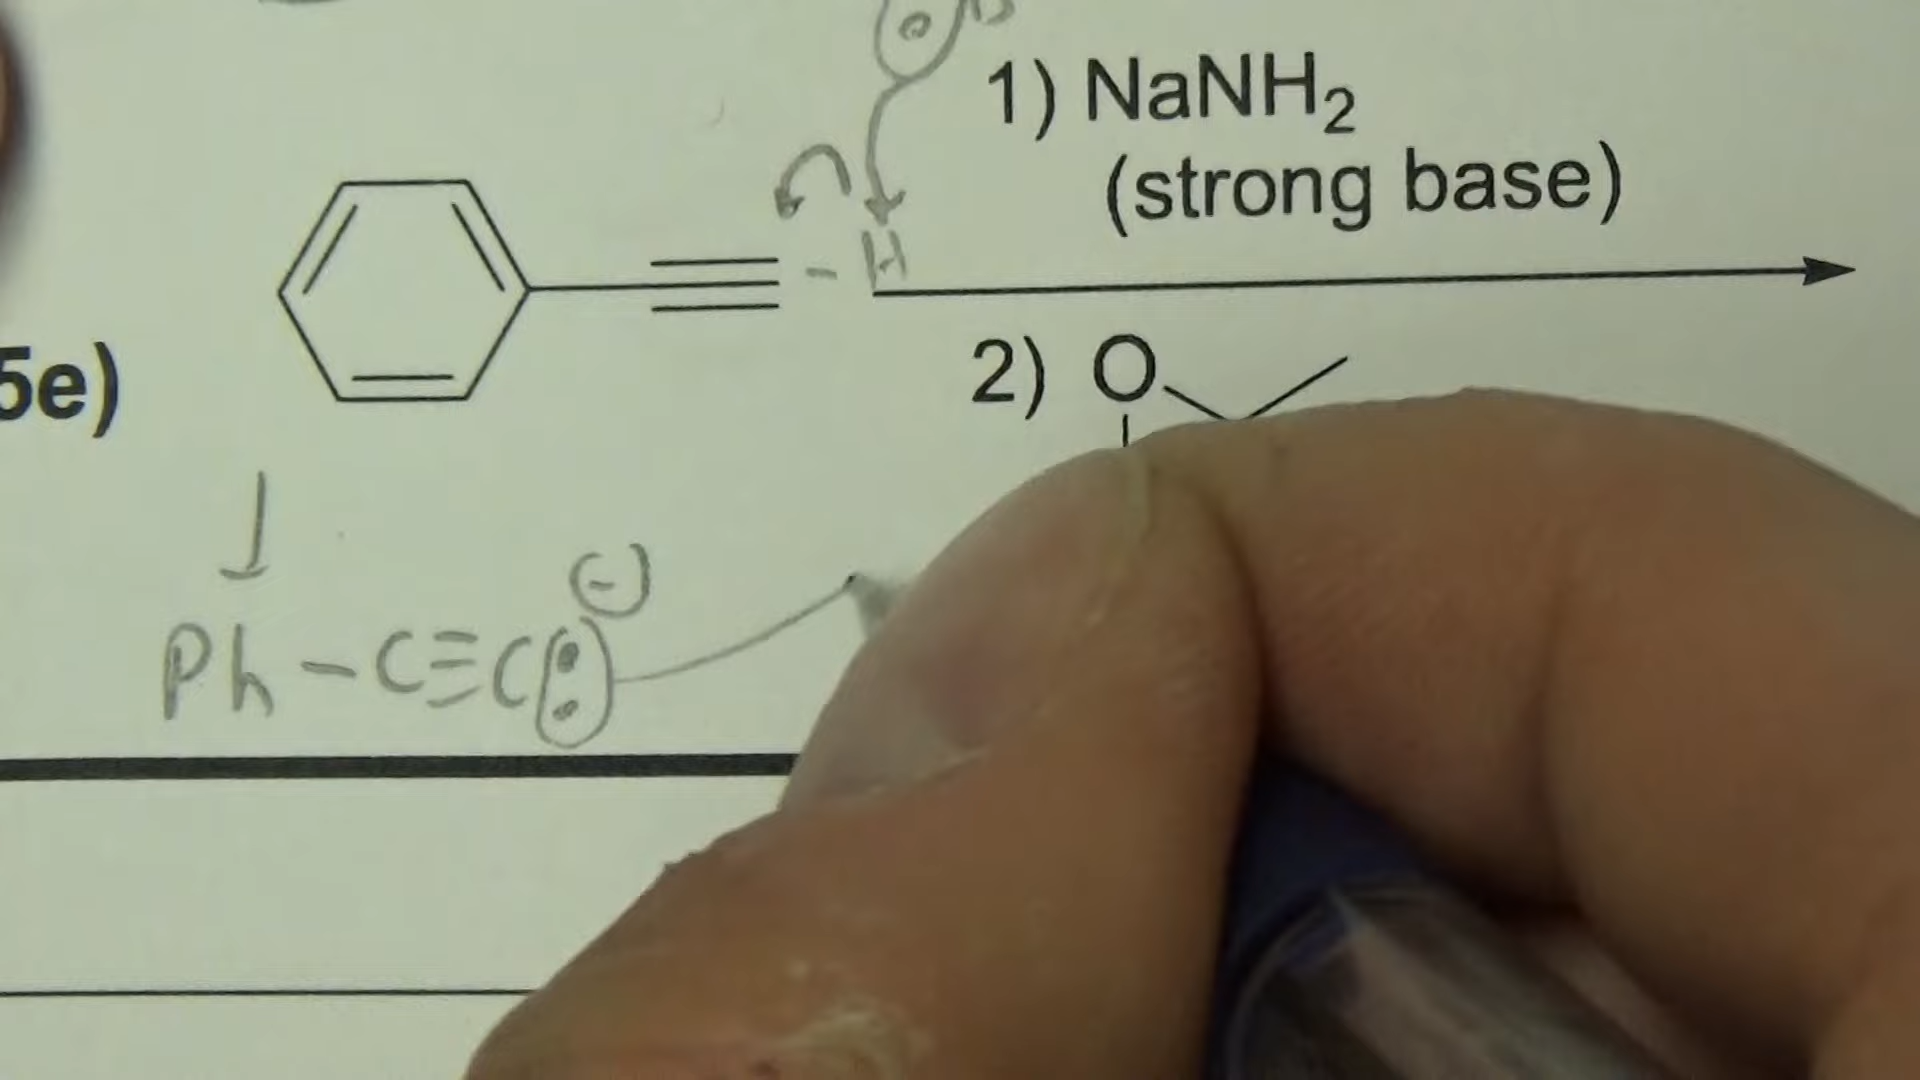 1) NaNH₂
(strong base)
- H
2) O
5e)
(-)
Ph-C≡C: